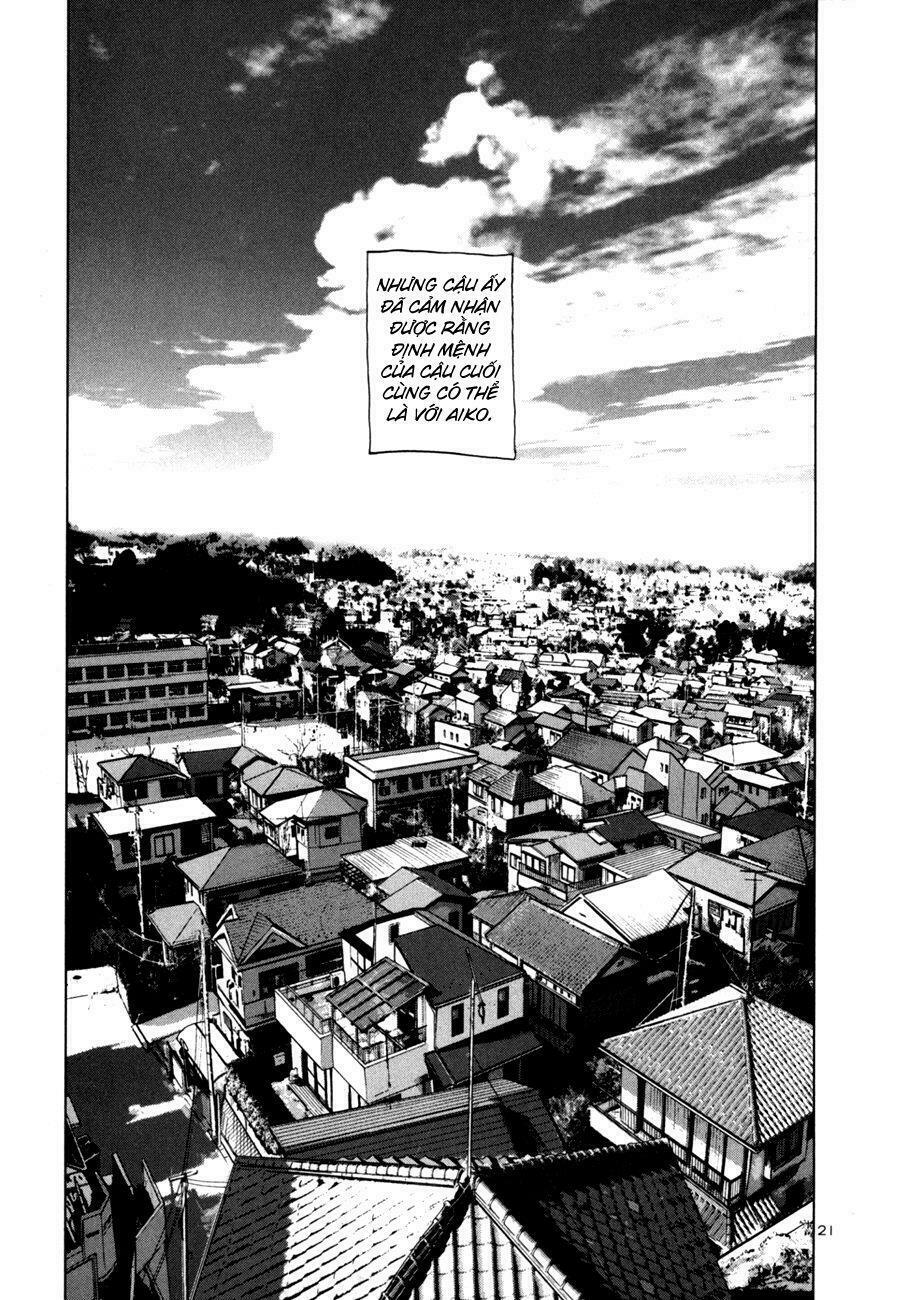 NHƯNG CẬU ẤY
ĐÃ CẢM NHẬN
ĐƯỢC RẰNG
ĐỊNH MỆNH
CỦA CẬU CUỐI
CÙNG CÓ THỂ
LÀ VỚI AIKO.
21